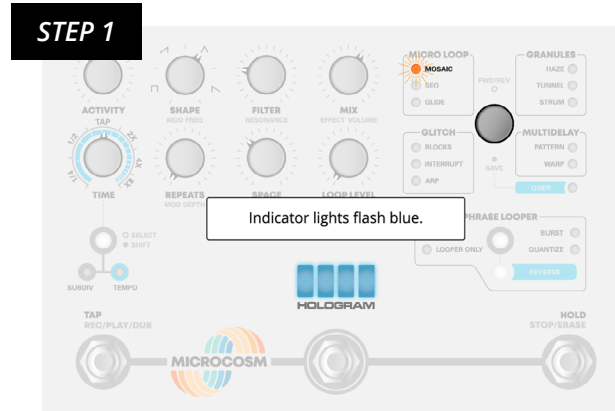 STEP 1
MICRO LOOP
GRANULES
MOSAIC
HAZE
SEQ
TUNNEL
GLIDE
STRUM
FWD/REV
ACTIVITY
SHAPE
MOD FREQ
FILTER
RESONANCE
MIX
EFFECT VOLUME
TAP
1/4
1/2
2X
4X
8X
GLITCH
MULTIDELAY
BLOCKS
PATTERN
INTERRUPT
WARP
ARP
SAVE
USER
TIME
REPEATS
MOD DEPTH
SPACE
LOOP LEVEL
Indicator lights flash blue.
PHRASE LOOPER
BURST
LOOPER ONLY
QUANTIZE
REVERSE
SELECT
SHIFT
SUBDIV
TEMPO
HOLOGRAM
TAP
REC/PLAY/DUB
HOLD
STOP/ERASE
MICROCOSM